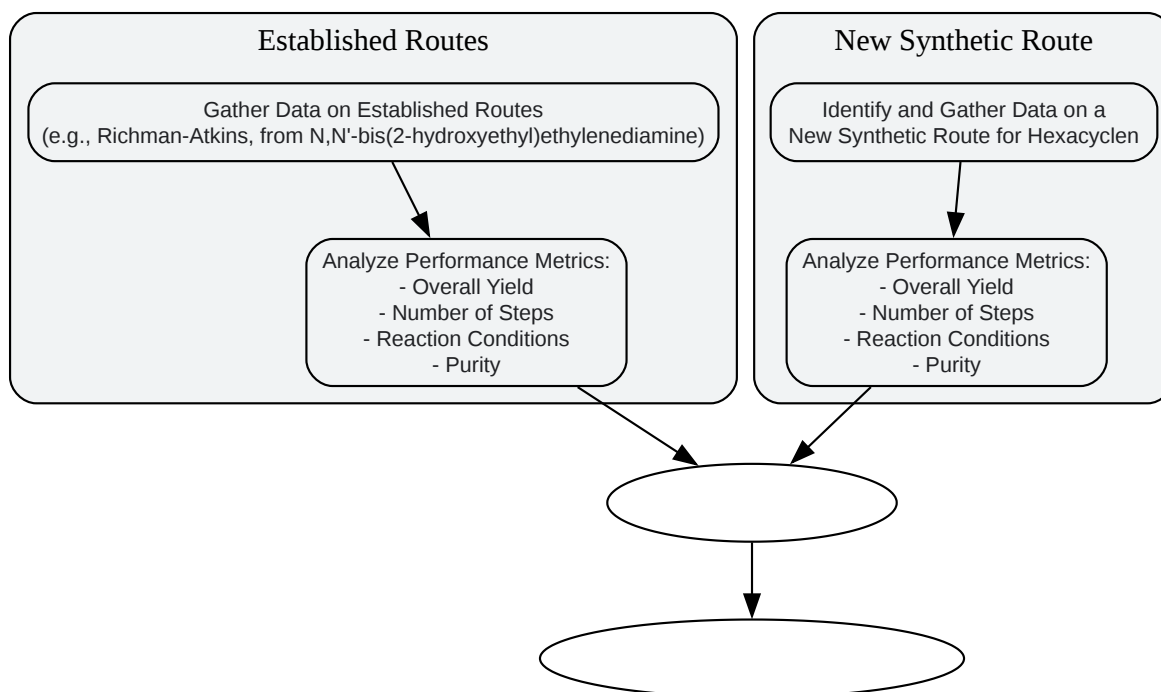 Established Routes
Gather Data on Established Routes
(e.g., Richman-Atkins, from N,N'-bis(2-hydroxyethyl)ethylenediamine)
Analyze Performance Metrics:
- Overall Yield
- Number of Steps
- Reaction Conditions
- Purity
New Synthetic Route
Identify and Gather Data on a
New Synthetic Route for Hexacyclen
Analyze Performance Metrics:
- Overall Yield
- Number of Steps
- Reaction Conditions
- Purity